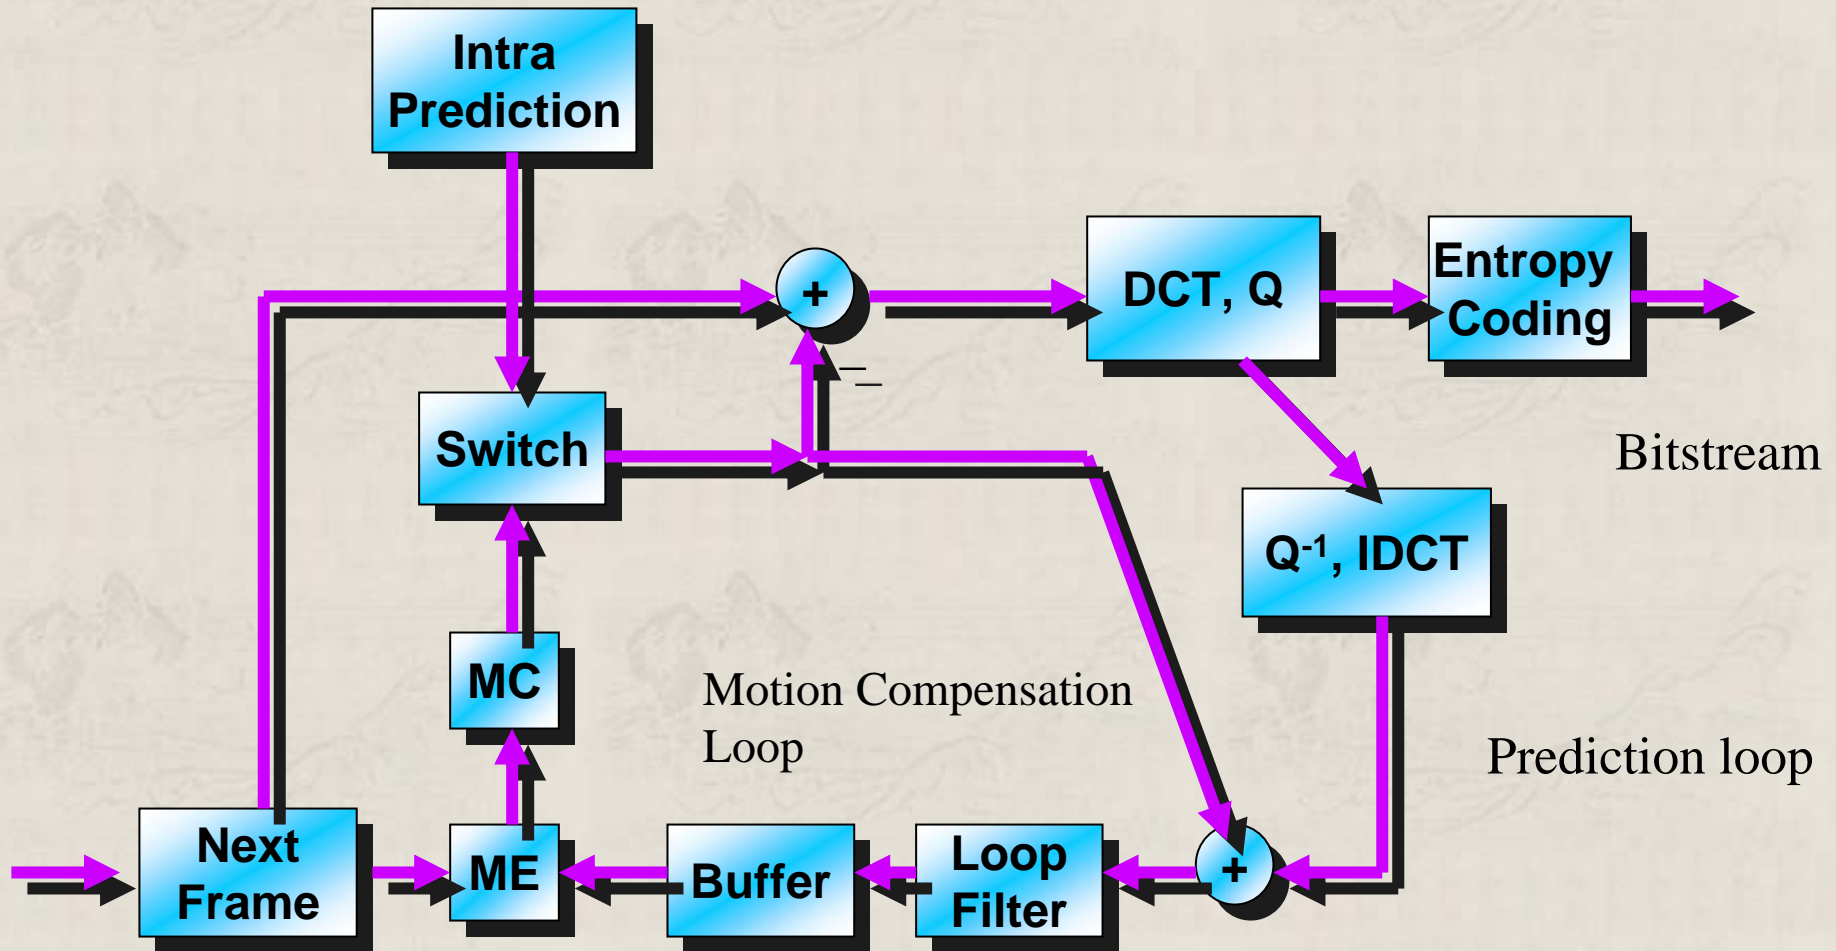 Intra
Prediction
+
DCT, Q
Entropy
Coding
–
–
Switch
Bitstream
Q⁻¹, IDCT
MC
Motion Compensation
Loop
Prediction loop
Next
Frame
ME
Buffer
Loop
Filter
+